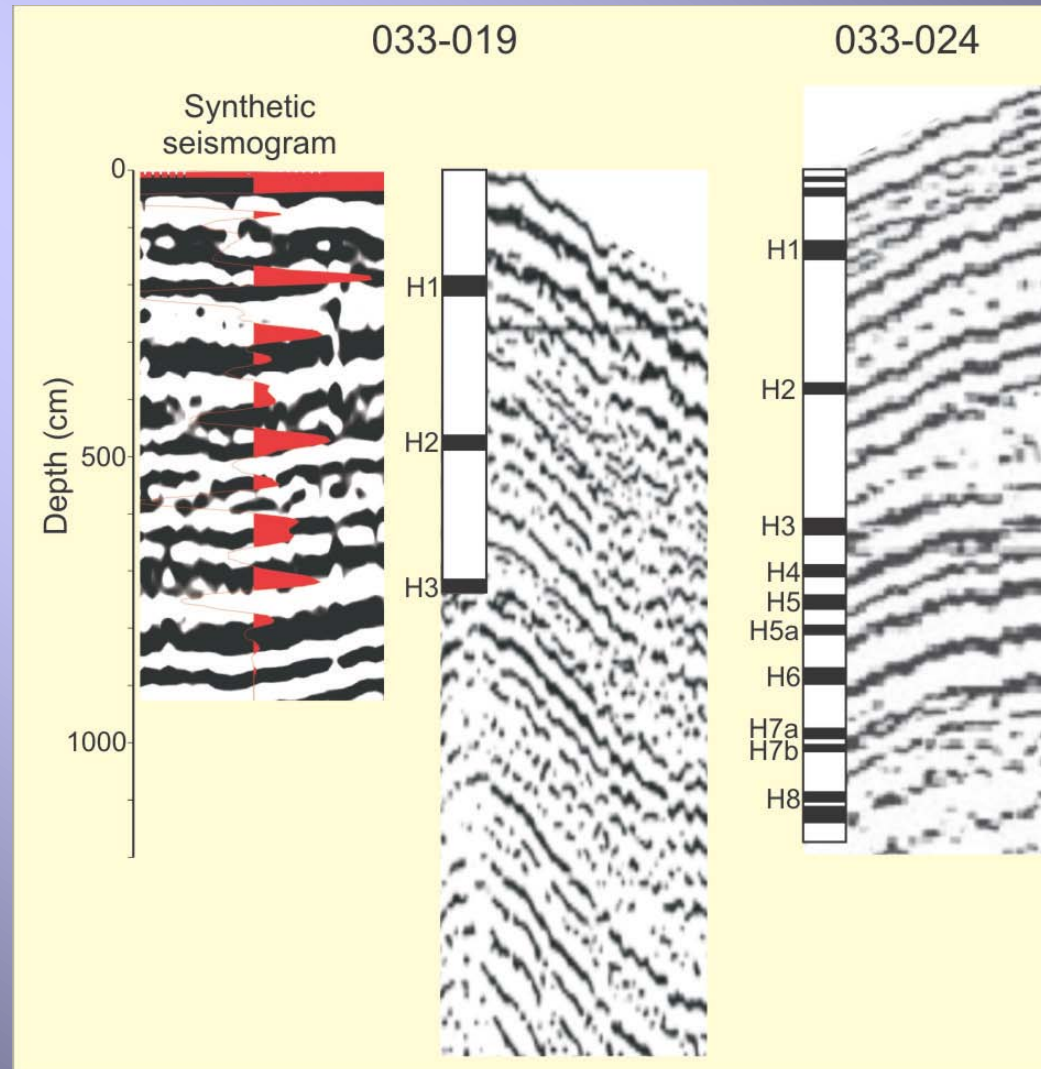 033-019
033-024
Synthetic
seismogram
Depth (cm)
0
500
1000
H1
H2
H3
H1
H2
H3
H4
H5
H5a
H6
H7a
H7b
H8